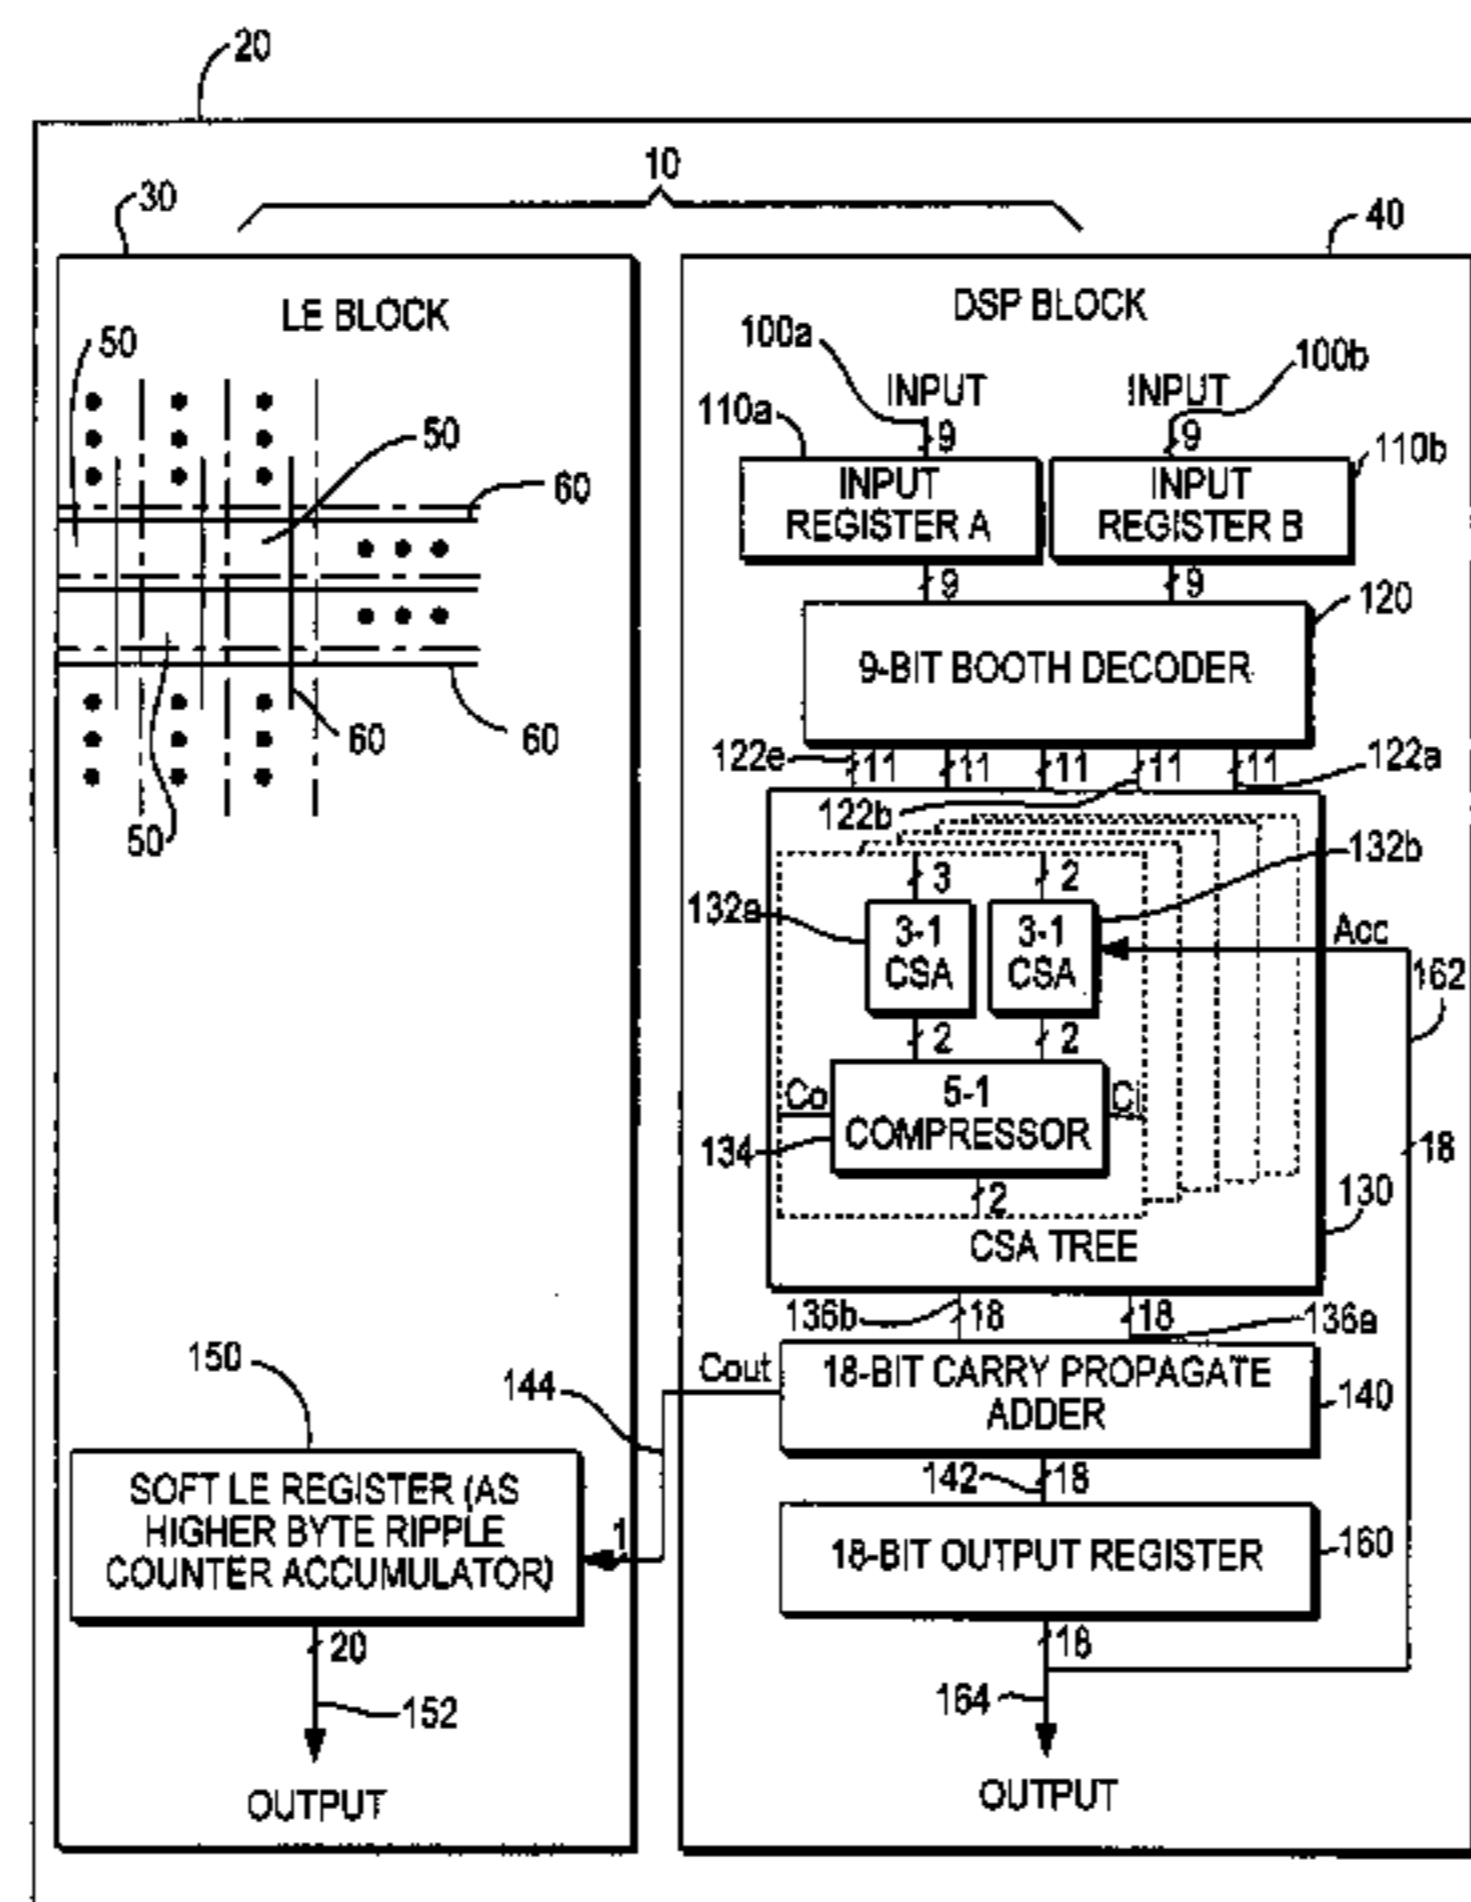 20
10
30
40
LE BLOCK
DSP BLOCK
50
100a
100b
INPUT
INPUT
110a
9
9
110b
50
60
INPUT
REGISTER A
INPUT
REGISTER B
9
9
120
9-BIT BOOTH DECODER
60
60
122e
11
11
11
11
11
122a
50
122b
3
2
132b
132a
3-1
CSA
3-1
CSA
Acc
162
2
2
Co
5-1
COMPRESSOR
Ci
134
18
2
130
CSA TREE
136b
18
18
136a
150
Cout
144
18-BIT CARRY PROPAGATE
ADDER
140
142
18
SOFT LE REGISTER (AS
HIGHER BYTE RIPPLE
COUNTER ACCUMULATOR)
1
18-BIT OUTPUT REGISTER
160
20
18
152
164
OUTPUT
OUTPUT